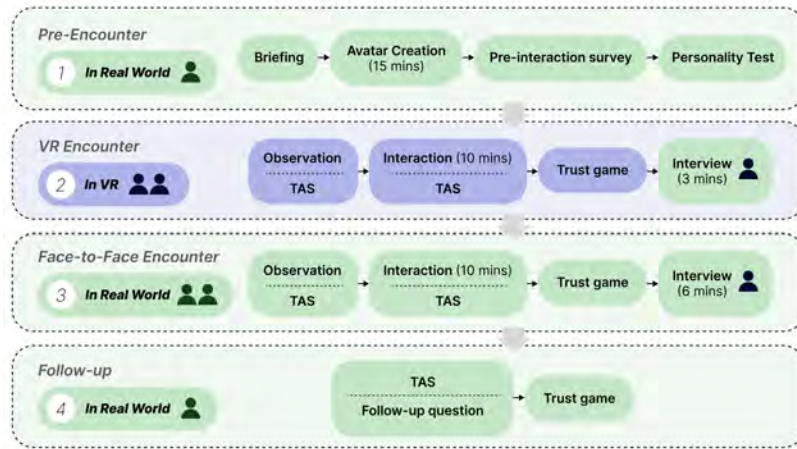 Pre-Encounter
1 In Real World
Briefing
Avatar Creation
(15 mins)
Pre-interaction survey
Personality Test
VR Encounter
2 In VR
Observation
TAS
Interaction (10 mins)
TAS
Trust game
Interview
(3 mins)
Face-to-Face Encounter
3 In Real World
Observation
TAS
Interaction (10 mins)
TAS
Trust game
Interview
(6 mins)
Follow-up
4 In Real World
TAS
Follow-up question
Trust game